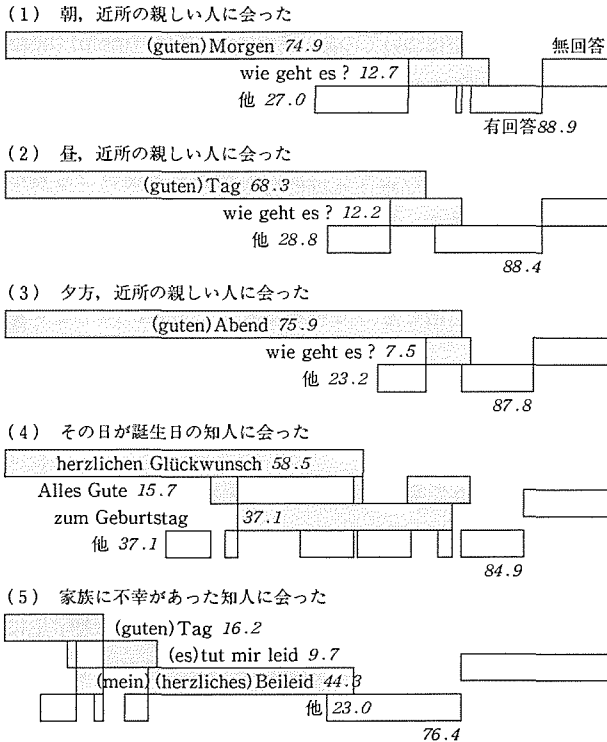 (1) 朝，近所の親しい人に会った
(guten)Morgen 74.9
無回答
wie geht es? 12.7
他 27.0
有回答88.9
(2) 昼，近所の親しい人に会った
(guten)Tag 68.3
wie geht es? 12.2
他 28.8
88.4
(3) 夕方，近所の親しい人に会った
(guten)Abend 75.9
wie geht es? 7.5
他 23.2
87.8
(4) その日が誕生日の知人に会った
herzlichen Glückwunsch 58.5
Alles Gute 15.7
zum Geburtstag 37.1
他 37.1
84.9
(5) 家族に不幸があった知人に会った
(guten)Tag 16.2
(es)tut mir leid 9.7
(mein)(herzliches)Beileid 44.3
他 23.0
76.4